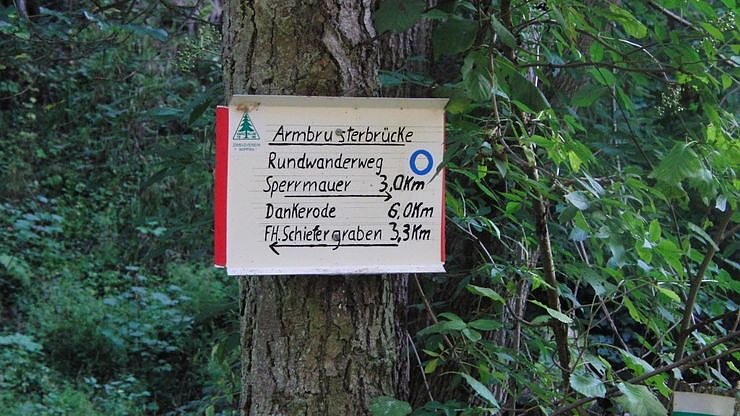 Armbrusterbrücke
Rundwanderweg
Sperrmauer 3,0Km
Dankerode 6,0Km
FH.Schiefergraben 3,3Km